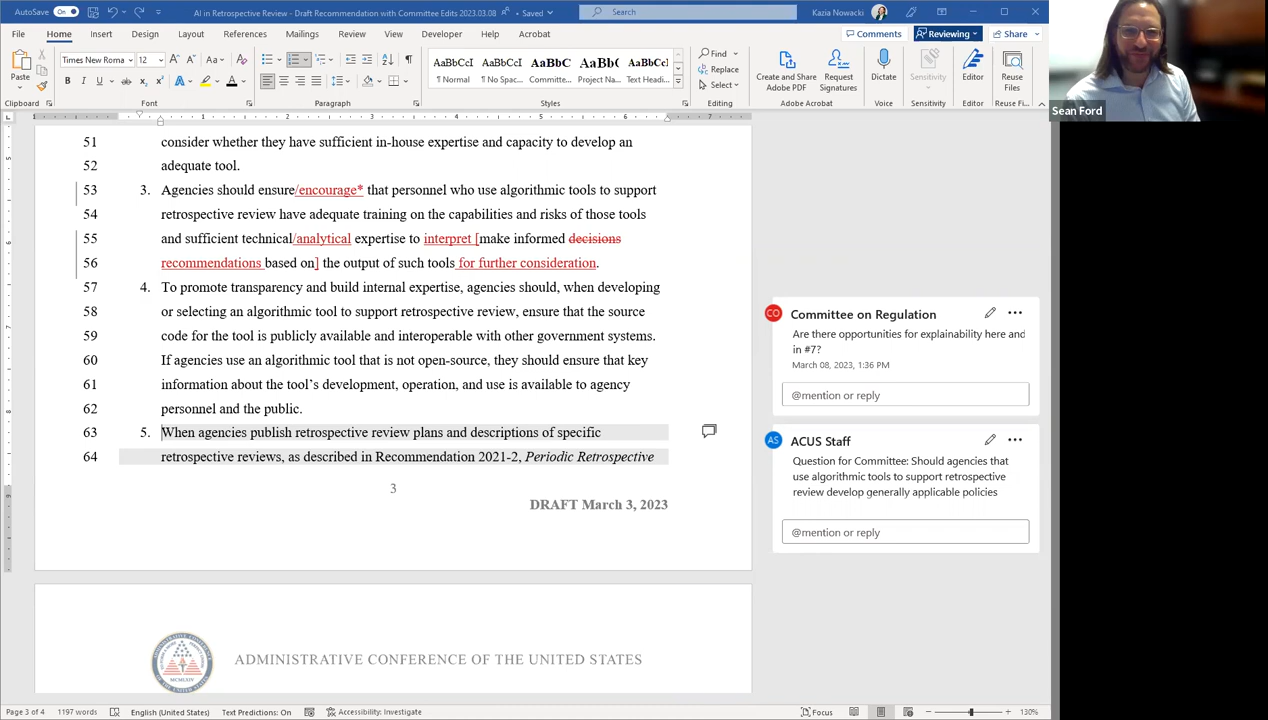 AutoSave On AI in Retrospective Review - Draft Recommendation with Committee Edits 2023.03.08 • Saved Search Kazia Nowacki
File Home Insert Design Layout References Mailings Review View Developer Help Acrobat Comments Reviewing Share
Times New Roma 12 Find
Paste AaBbCcI AaBbCcI AaBbC AaBb( AaBbC Replace Create and Share Request Dictate Sensitivity Editor Reuse
¶ Normal ¶ No Spac... Committe... Project Na... Text Headi... Select Adobe PDF Signatures Files
Clipboard Font Paragraph Styles Editing Adobe Acrobat Voice Sensitivity Editor Reuse Fi...
Sean Ford
51 consider whether they have sufficient in-house expertise and capacity to develop an
52 adequate tool.
53 3. Agencies should ensure/encourage* that personnel who use algorithmic tools to support
54 retrospective review have adequate training on the capabilities and risks of those tools
55 and sufficient technical/analytical expertise to interpret [make informed decisions
56 recommendations based on] the output of such tools for further consideration.
57 4. To promote transparency and build internal expertise, agencies should, when developing
58 or selecting an algorithmic tool to support retrospective review, ensure that the source
59 code for the tool is publicly available and interoperable with other government systems.
60 If agencies use an algorithmic tool that is not open-source, they should ensure that key
61 information about the tool's development, operation, and use is available to agency
62 personnel and the public.
63 5. When agencies publish retrospective review plans and descriptions of specific
64 retrospective reviews, as described in Recommendation 2021-2, Periodic Retrospective
3
DRAFT March 3, 2023
ADMINISTRATIVE CONFERENCE OF THE UNITED STATES
CO Committee on Regulation
Are there opportunities for explainability here and
in #7?
March 08, 2023, 1:36 PM
@mention or reply
AS ACUS Staff
Question for Committee: Should agencies that
use algorithmic tools to support retrospective
review develop generally applicable policies
@mention or reply
Page 3 of 4 1197 words English (United States) Text Predictions: On Accessibility: Investigate Focus 130%